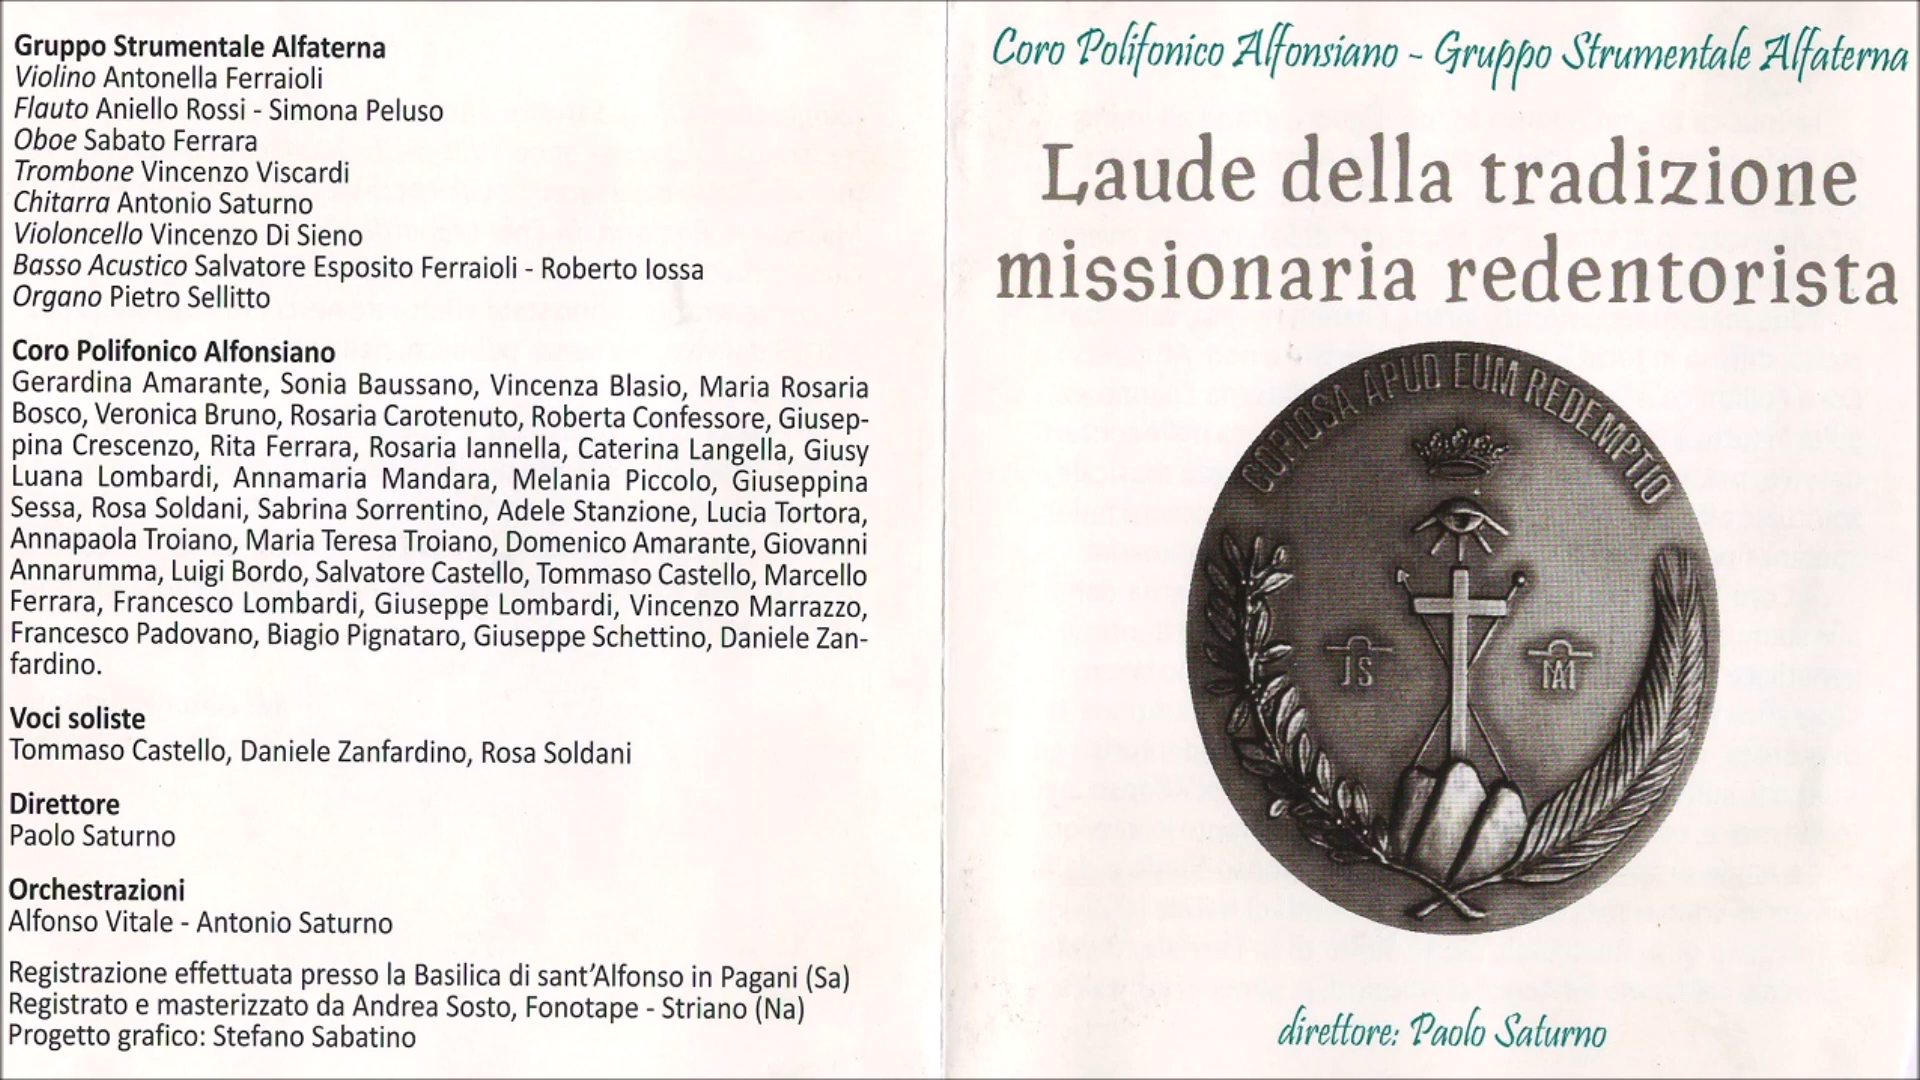 Gruppo Strumentale Alfaterna
Violino Antonella Ferraioli
Flauto Aniello Rossi - Simona Peluso
Oboe Sabato Ferrara
Trombone Vincenzo Viscardi
Chitarra Antonio Saturno
Violoncello Vincenzo Di Sieno
Basso Acustico Salvatore Esposito Ferraioli - Roberto Iossa
Organo Pietro Sellitto
Coro Polifonico Alfonsiano
Gerardina Amarante, Sonia Baussano, Vincenza Blasio, Maria Rosaria
Bosco, Veronica Bruno, Rosaria Carotenuto, Roberta Confessore, Giusep-
pina Crescenzo, Rita Ferrara, Rosaria Iannella, Caterina Langella, Giusy
Luana Lombardi, Annamaria Mandara, Melania Piccolo, Giuseppina
Sessa, Rosa Soldani, Sabrina Sorrentino, Adele Stanzione, Lucia Tortora,
Annapaola Troiano, Maria Teresa Troiano, Domenico Amarante, Giovanni
Annarumma, Luigi Bordo, Salvatore Castello, Tommaso Castello, Marcello
Ferrara, Francesco Lombardi, Giuseppe Lombardi, Vincenzo Marrazzo,
Francesco Padovano, Biagio Pignataro, Giuseppe Schettino, Daniele Zan-
fardino.
Voci soliste
Tommaso Castello, Daniele Zanfardino, Rosa Soldani
Direttore
Paolo Saturno
Orchestrazioni
Alfonso Vitale - Antonio Saturno
Registrazione effettuata presso la Basilica di sant'Alfonso in Pagani (Sa)
Registrato e masterizzato da Andrea Sosto, Fonotape - Striano (Na)
Progetto grafico: Stefano Sabatino
Coro Polifonico Alfonsiano - Gruppo Strumentale Alfaterna
Laude della tradizione
missionaria redentorista
COPIOSA APUD EUM REDEMPTIO
JS
MA
direttore: Paolo Saturno